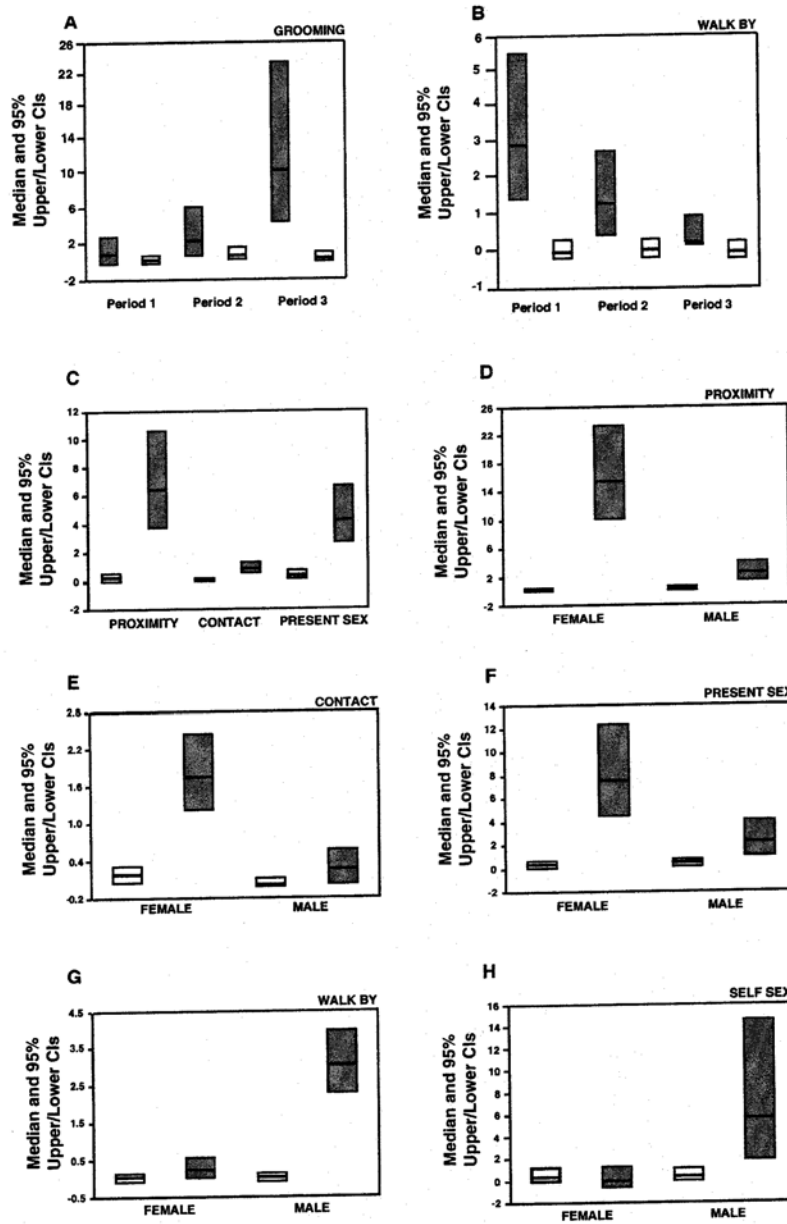 A
GROOMING
Median and 95%
Upper/Lower CIs
26
22
18
14
10
6
2
-2
Period 1 Period 2 Period 3
B
WALK BY
Median and 95%
Upper/Lower CIs
6
5
4
3
2
1
0
-1
Period 1 Period 2 Period 3
C
Median and 95%
Upper/Lower CIs
12
10
8
6
4
2
0
-2
PROXIMITY CONTACT PRESENT SEX
D
PROXIMITY
Median and 95%
Upper/Lower CIs
26
22
18
14
10
6
2
-2
FEMALE MALE
E
CONTACT
Median and 95%
Upper/Lower CIs
2.8
2.2
1.6
1.0
0.4
-0.2
FEMALE MALE
F
PRESENT SEX
Median and 95%
Upper/Lower CIs
14
12
10
8
6
4
2
0
-2
FEMALE MALE
G
WALK BY
Median and 95%
Upper/Lower CIs
4.5
3.5
2.5
1.5
0.5
-0.5
FEMALE MALE
H
SELF SEX
Median and 95%
Upper/Lower CIs
16
14
12
10
8
6
4
2
0
-2
FEMALE MALE